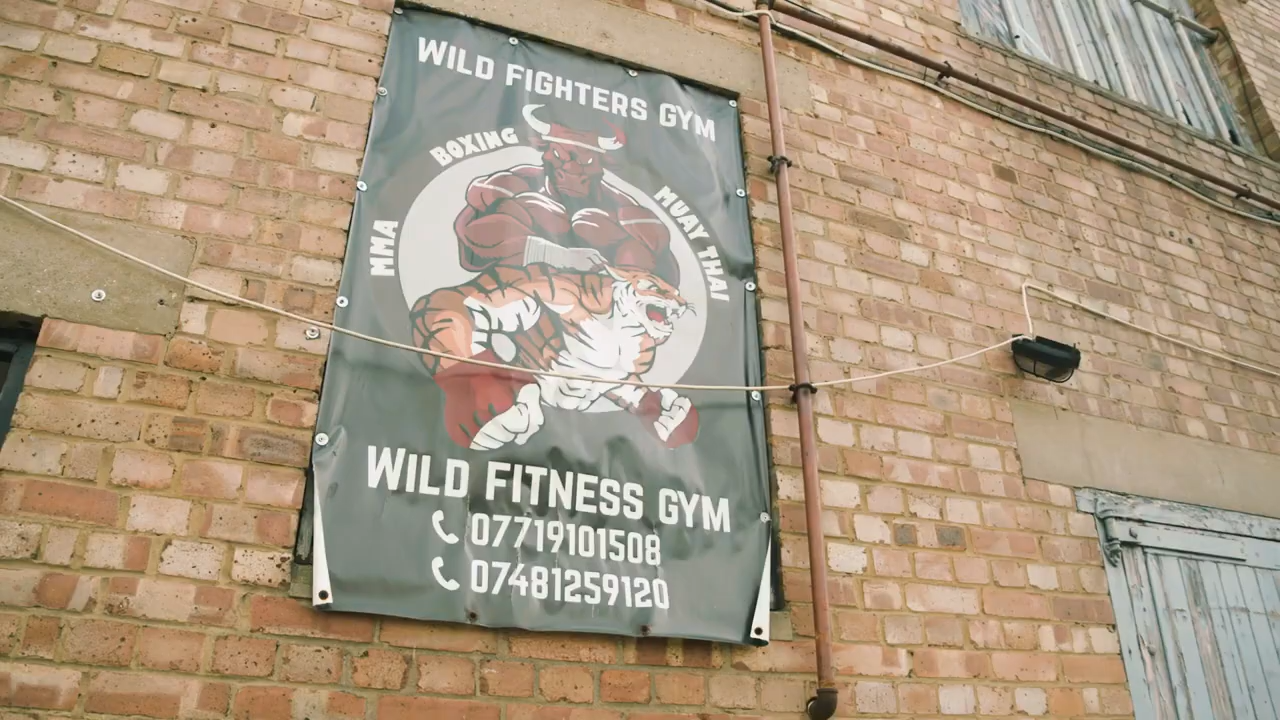 WILD FIGHTERS GYM
BOXING
MMA
MUAY THAI
WILD FITNESS GYM
07719101508
07481259120